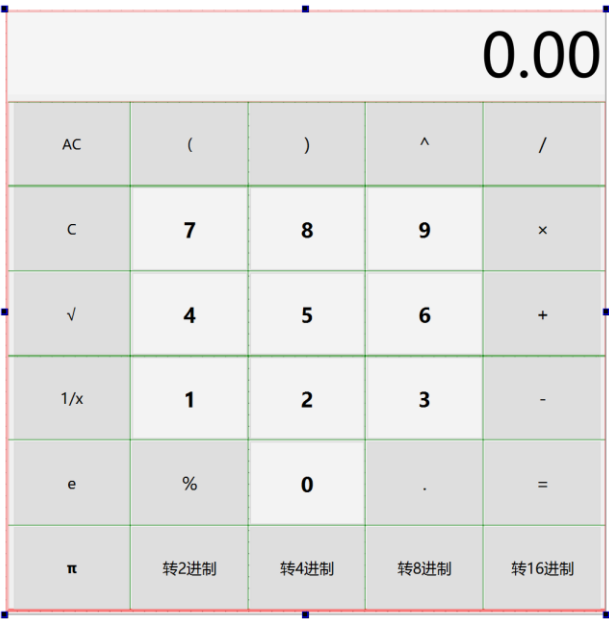 0.00
AC ( ) ^ /
C 7 8 9 ×
√ 4 5 6 +
1/x 1 2 3 -
e % 0 . =
π 转2进制 转4进制 转8进制 转16进制